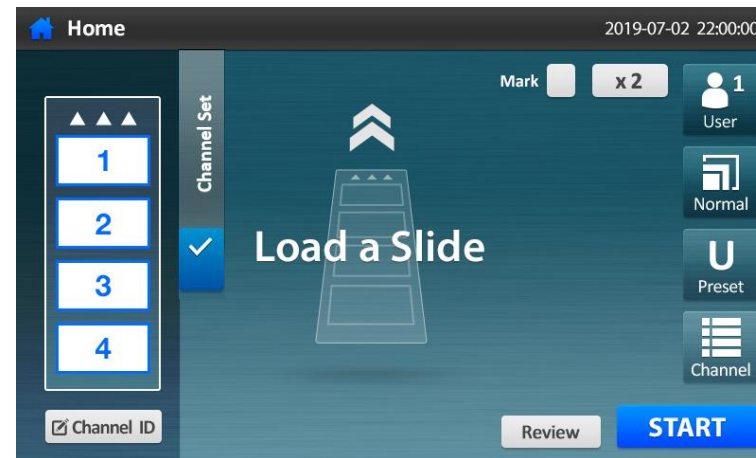 Home
2019-07-02 22:00:00
Mark
x 2
1
User
Channel Set
1
2
3
4
Load a Slide
Normal
U
Preset
Channel
Channel ID
Review
START